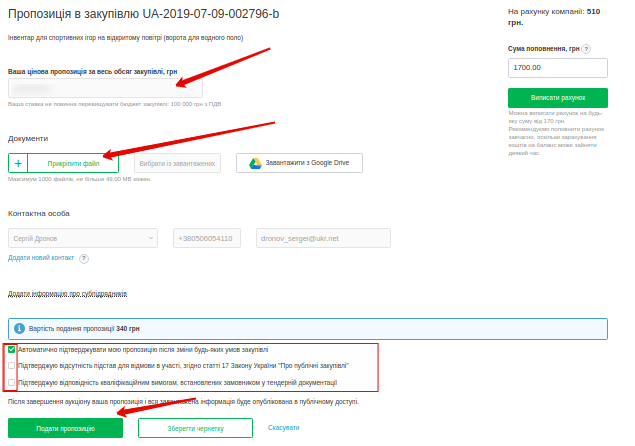 Пропозиція в закупівлю UA-2019-07-09-002796-b
Інвентар для спортивних ігор на відкритому повітрі (ворота для водного поло)
Ваша цінова пропозиція за весь обсяг закупівлі, грн
Ваша ставка не повинна перевищувати бюджет закупівлі: 100 000 грн з ПДВ
Документи
+ Прикріпити файл
Вибрати із завантажених
Завантажити з Google Drive
Максимум 1000 файлів, не більше 49.00 MB кожен.
Контактна особа
Сергій Дронов
+380506054110
dronov_sergei@ukr.net
Додати новий контакт ?
Додати інформацію про субпідрядників
Вартість подання пропозиції 340 грн
Автоматично підтверджувати мою пропозицію після зміни будь-яких умов закупівлі
Підтверджую відсутність підстав для відмови в участі, згідно статті 17 Закону України "Про публічні закупівлі"
Підтверджую відповідність кваліфікаційним вимогам, встановлених замовником у тендерній документації
Після завершення аукціону ваша пропозиція і вся завантажена інформація буде опублікована в публічному доступі.
Подати пропозицію
Зберегти чернетку
Скасувати
На рахунку компанії: 510
грн.
Сума поповнення, грн ?
1700.00
Виписати рахунок
Можна виписати рахунок на будь-
яку суму від 170 грн.
Рекомендуємо поповнити рахунок
завчасно, оскільки зарахування
коштів на баланс може зайняти
деякий час.